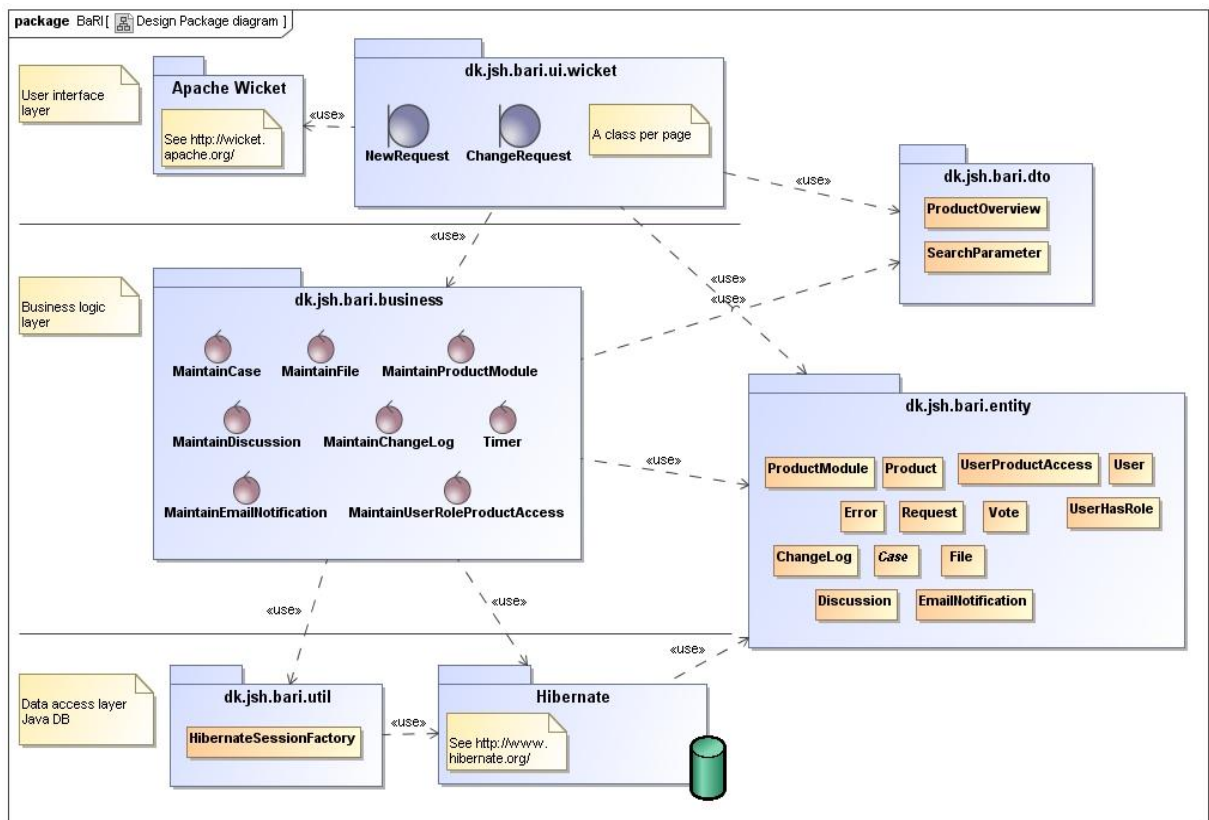 package BaRI [ Design Package diagram ]
User interface
layer
Apache Wicket
See http://wicket.
apache.org/
«use»
dk.jsh.bari.ui.wicket
NewRequest
ChangeRequest
A class per page
«use»
dk.jsh.bari.dto
ProductOverview
SearchParameter
«use»
«use»
«use»
Business logic
layer
dk.jsh.bari.business
MaintainCase
MaintainFile
MaintainProductModule
MaintainDiscussion
MaintainChangeLog
Timer
MaintainEmailNotification
MaintainUserRoleProductAccess
«use»
dk.jsh.bari.entity
ProductModule
Product
UserProductAccess
User
Error
Request
Vote
UserHasRole
ChangeLog
Case
File
Discussion
EmailNotification
«use»
«use»
«use»
Data access layer
Java DB
dk.jsh.bari.util
HibernateSessionFactory
«use»
Hibernate
See http://www.
hibernate.org/